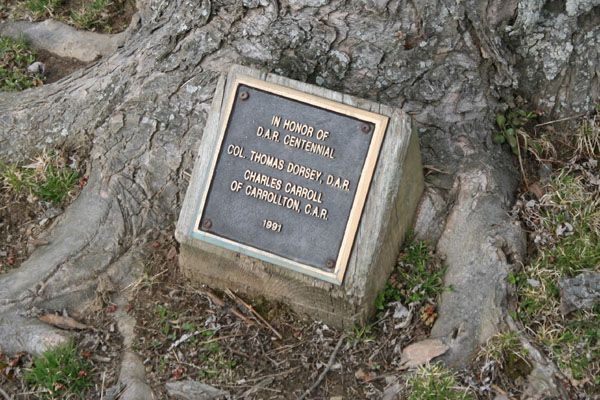 IN HONOR OF
D.A.R. CENTENNIAL
COL. THOMAS DORSEY, D.A.R.
CHARLES CARROLL
OF CARROLLTON, C.A.R.
1991